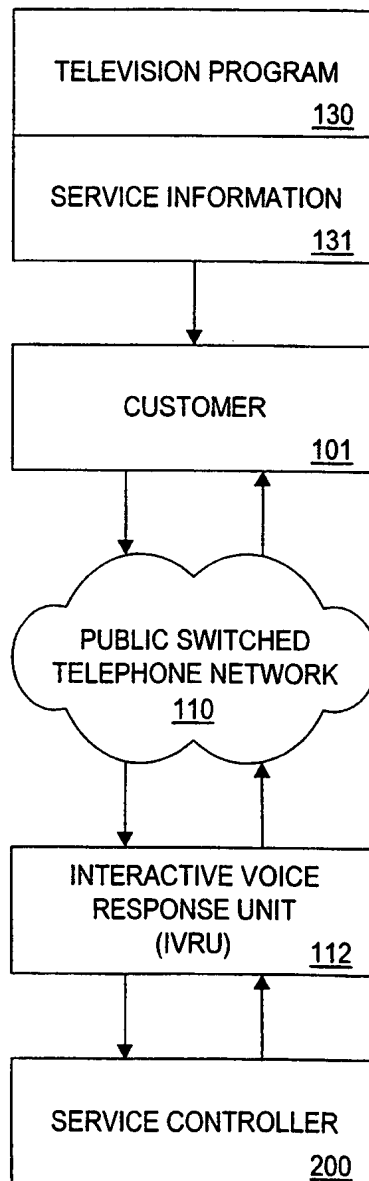 TELEVISION PROGRAM
130
SERVICE INFORMATION
131
CUSTOMER
101
PUBLIC SWITCHED
TELEPHONE NETWORK
110
INTERACTIVE VOICE
RESPONSE UNIT
(IVRU)
112
SERVICE CONTROLLER
200